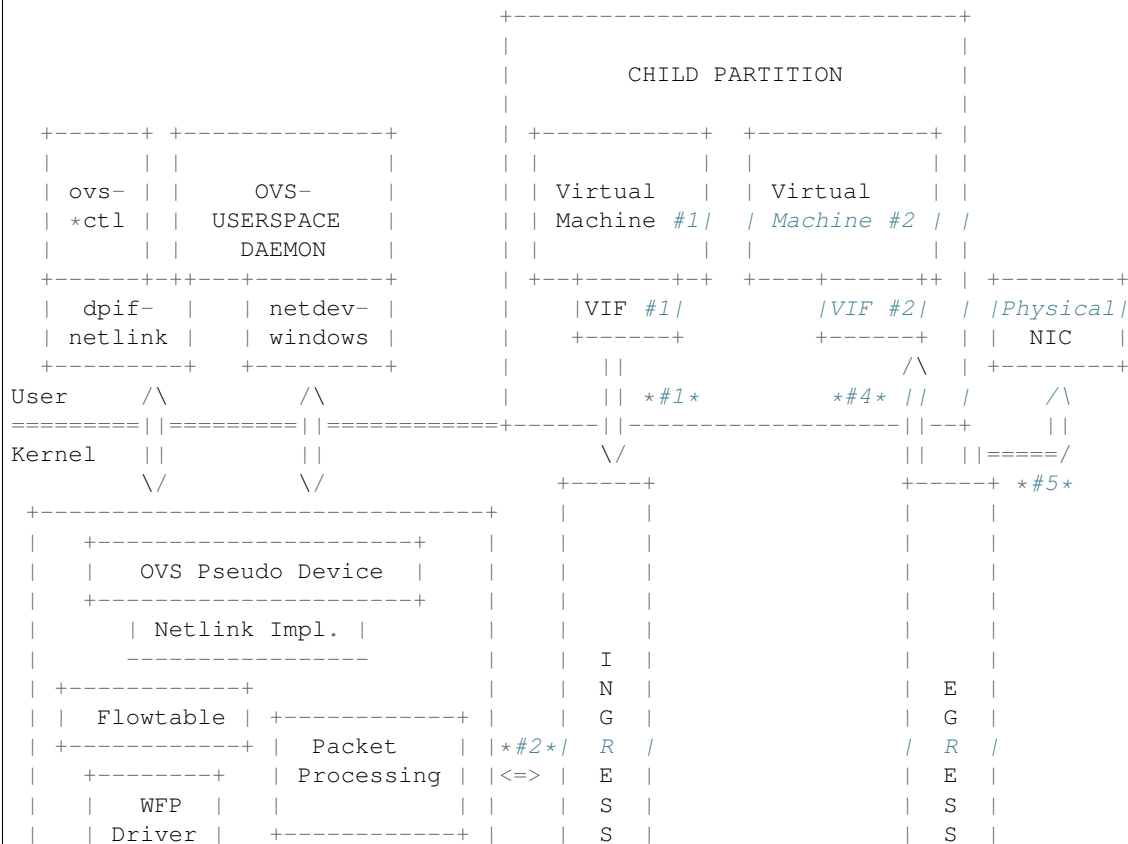 +-------------------------------+
                                              |                               |
                                              |        CHILD PARTITION        |
                                              |                               |
  +------+ +--------------+                   | +-----------+  +------------+ |
  |      | |              |                   | |           |  |            | |
  | ovs- | |     OVS-     |                   | | Virtual   |  | Virtual    | |
  | *ctl | |  USERSPACE   |                   | | Machine #1|  | Machine #2 | |
  |      | |    DAEMON    |                   | |           |  |            | |
  +------+-++---+---------+                   | +--+------+-+  +----+------++ |  +--------+
  |  dpif-  |   | netdev- |                   |    |VIF #1|         |VIF #2|  |  |Physical|
  | netlink |   | windows |                   |    +------+         +------+  |  |  NIC   |
  +---------+   +---------+                   |      ||                   /\  |  +--------+
User     /\         /\                        |      || *#1*         *#4* ||  |     /\
=========||=========||============+------||-------------------||--+     ||
Kernel   ||         ||                   \/                   ||  ||=====/
         \/         \/                +-----+                 +-----+ *#5*
 +-------------------------------+    |     |                 |     |
 |   +----------------------+    |    |     |                 |     |
 |   |   OVS Pseudo Device  |    |    |     |                 |     |
 |   +----------------------+    |    |     |                 |     |
 |      | Netlink Impl. |        |    |     |                 |     |
 |      -----------------        |    |  I  |                 |     |
 | +------------+                |    |  N  |                 |  E  |
 | |  Flowtable | +------------+ |    |  G  |                 |  G  |
 | +------------+ |  Packet    | |*#2*|  R  |                 |  R  |
 |   +--------+   | Processing | |<=> |  E  |                 |  E  |
 |   |   WFP  |   |            | |    |  S  |                 |  S  |
 |   | Driver |   +------------+ |    |  S  |                 |  S  |